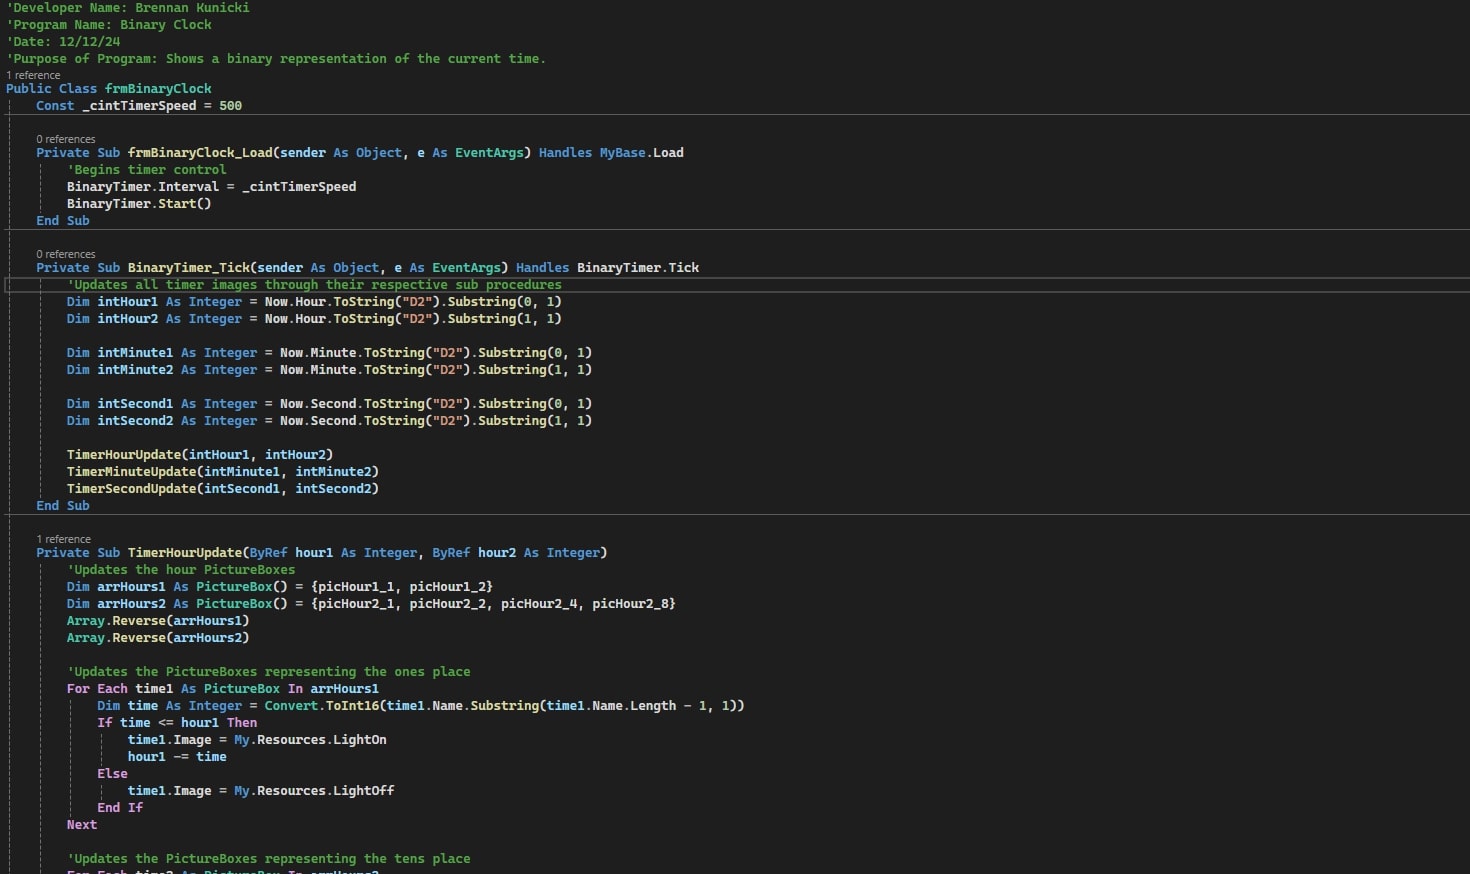 'Developer Name: Brennan Kunicki
'Program Name: Binary Clock
'Date: 12/12/24
'Purpose of Program: Shows a binary representation of the current time.
1 reference
Public Class frmBinaryClock
Const _cintTimerSpeed = 500
0 references
Private Sub frmBinaryClock_Load(sender As Object, e As EventArgs) Handles MyBase.Load
'Begins timer control
BinaryTimer.Interval = _cintTimerSpeed
BinaryTimer.Start()
End Sub
0 references
Private Sub BinaryTimer_Tick(sender As Object, e As EventArgs) Handles BinaryTimer.Tick
'Updates all timer images through their respective sub procedures
Dim intHour1 As Integer = Now.Hour.ToString("D2").Substring(0, 1)
Dim intHour2 As Integer = Now.Hour.ToString("D2").Substring(1, 1)
Dim intMinute1 As Integer = Now.Minute.ToString("D2").Substring(0, 1)
Dim intMinute2 As Integer = Now.Minute.ToString("D2").Substring(1, 1)
Dim intSecond1 As Integer = Now.Second.ToString("D2").Substring(0, 1)
Dim intSecond2 As Integer = Now.Second.ToString("D2").Substring(1, 1)
TimerHourUpdate(intHour1, intHour2)
TimerMinuteUpdate(intMinute1, intMinute2)
TimerSecondUpdate(intSecond1, intSecond2)
End Sub
1 reference
Private Sub TimerHourUpdate(ByRef hour1 As Integer, ByRef hour2 As Integer)
'Updates the hour PictureBoxes
Dim arrHours1 As PictureBox() = {picHour1_1, picHour1_2}
Dim arrHours2 As PictureBox() = {picHour2_1, picHour2_2, picHour2_4, picHour2_8}
Array.Reverse(arrHours1)
Array.Reverse(arrHours2)
'Updates the PictureBoxes representing the ones place
For Each time1 As PictureBox In arrHours1
Dim time As Integer = Convert.ToInt16(time1.Name.Substring(time1.Name.Length - 1, 1))
If time <= hour1 Then
time1.Image = My.Resources.LightOn
hour1 -= time
Else
time1.Image = My.Resources.LightOff
End If
Next
'Updates the PictureBoxes representing the tens place
For Each time2 As PictureBox In arrHours2